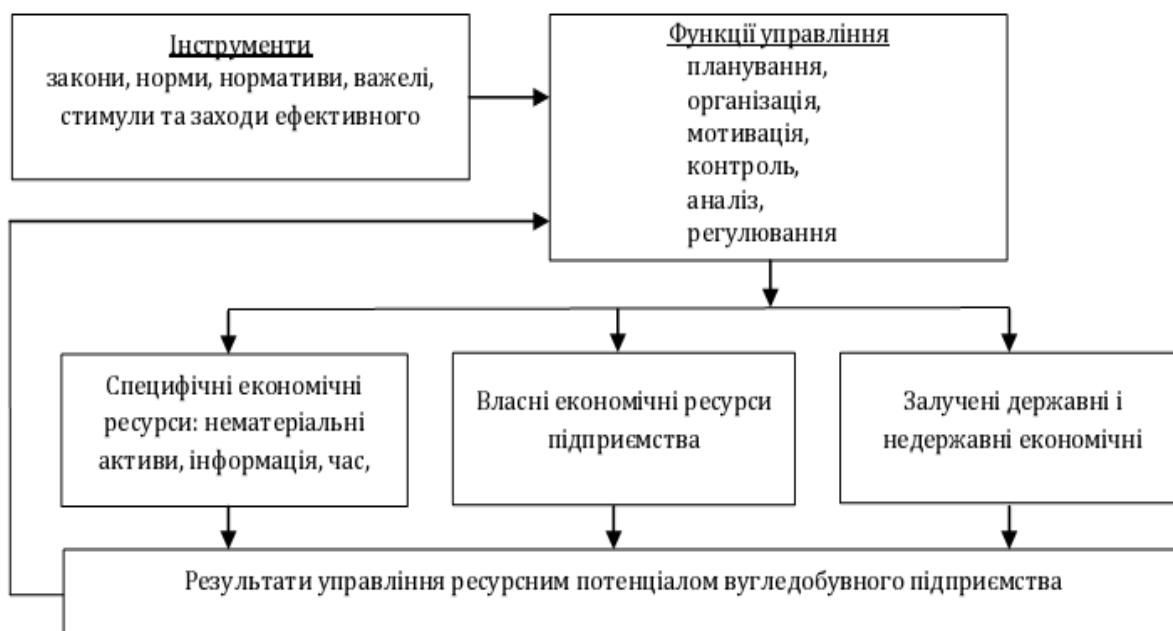 Інструменти
закони, норми, нормативи, важелі,
стимули та заходи ефективного
Функції управління
планування,
організація,
мотивація,
контроль,
аналіз,
регулювання
Специфічні економічні
ресурси: нематеріальні
активи, інформація, час,
Власні економічні ресурси
підприємства
Залучені державні і
недержавні економічні
Результати управління ресурсним потенціалом вугледобувного підприємства